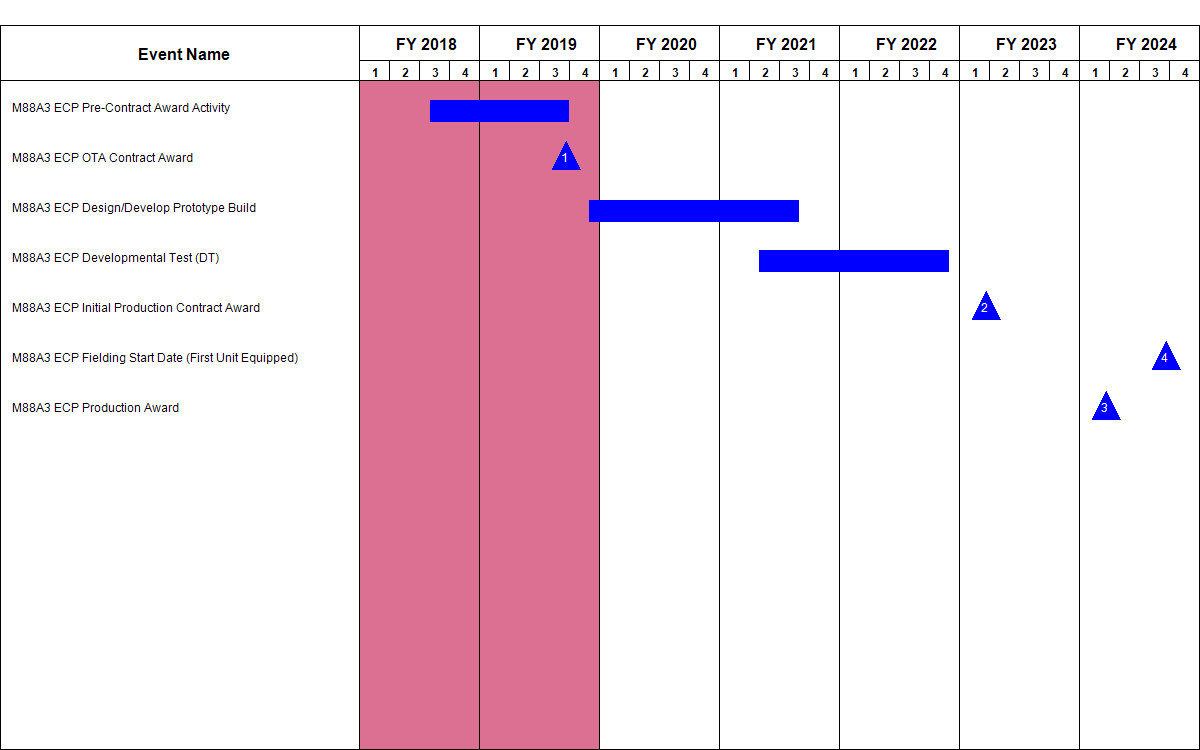 Event Name
FY 2018 FY 2019 FY 2020 FY 2021 FY 2022 FY 2023 FY 2024
1 2 3 4 1 2 3 4 1 2 3 4 1 2 3 4 1 2 3 4 1 2 3 4 1 2 3 4
M88A3 ECP Pre-Contract Award Activity
M88A3 ECP OTA Contract Award 1
M88A3 ECP Design/Develop Prototype Build
M88A3 ECP Developmental Test (DT)
M88A3 ECP Initial Production Contract Award 2
M88A3 ECP Fielding Start Date (First Unit Equipped) 4
M88A3 ECP Production Award 3